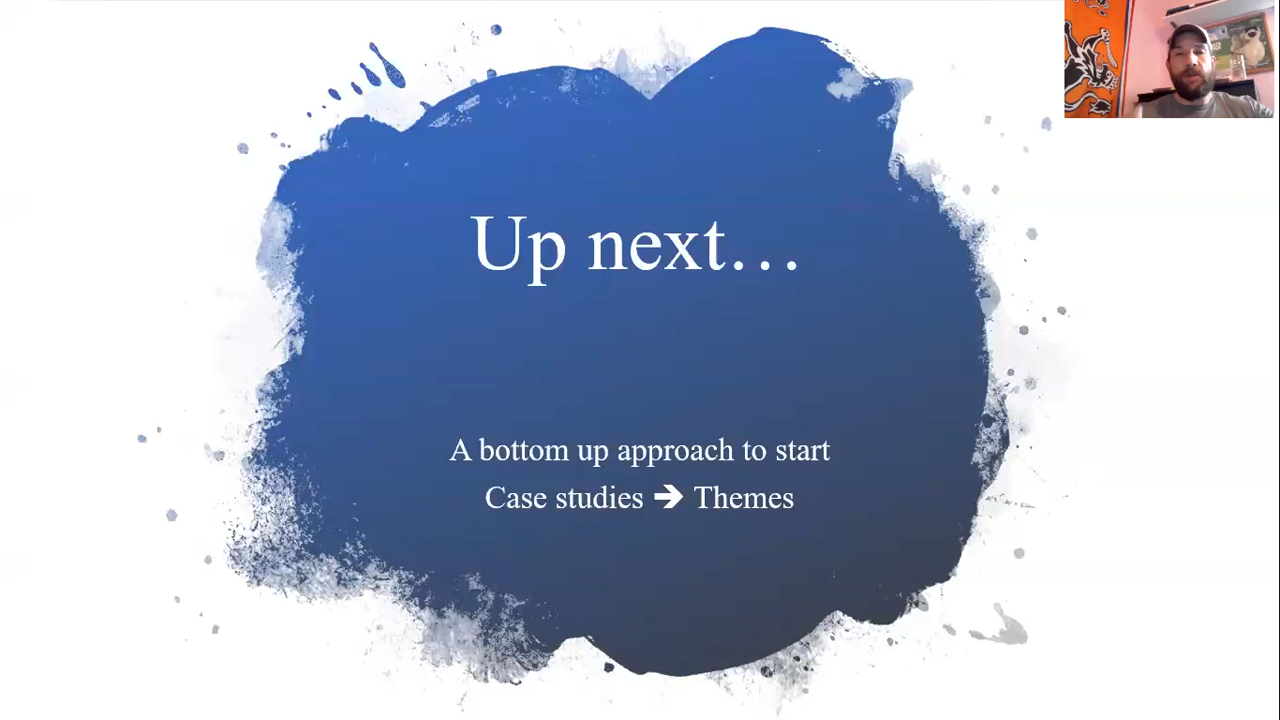 Up next…
A bottom up approach to start
Case studies ➔ Themes